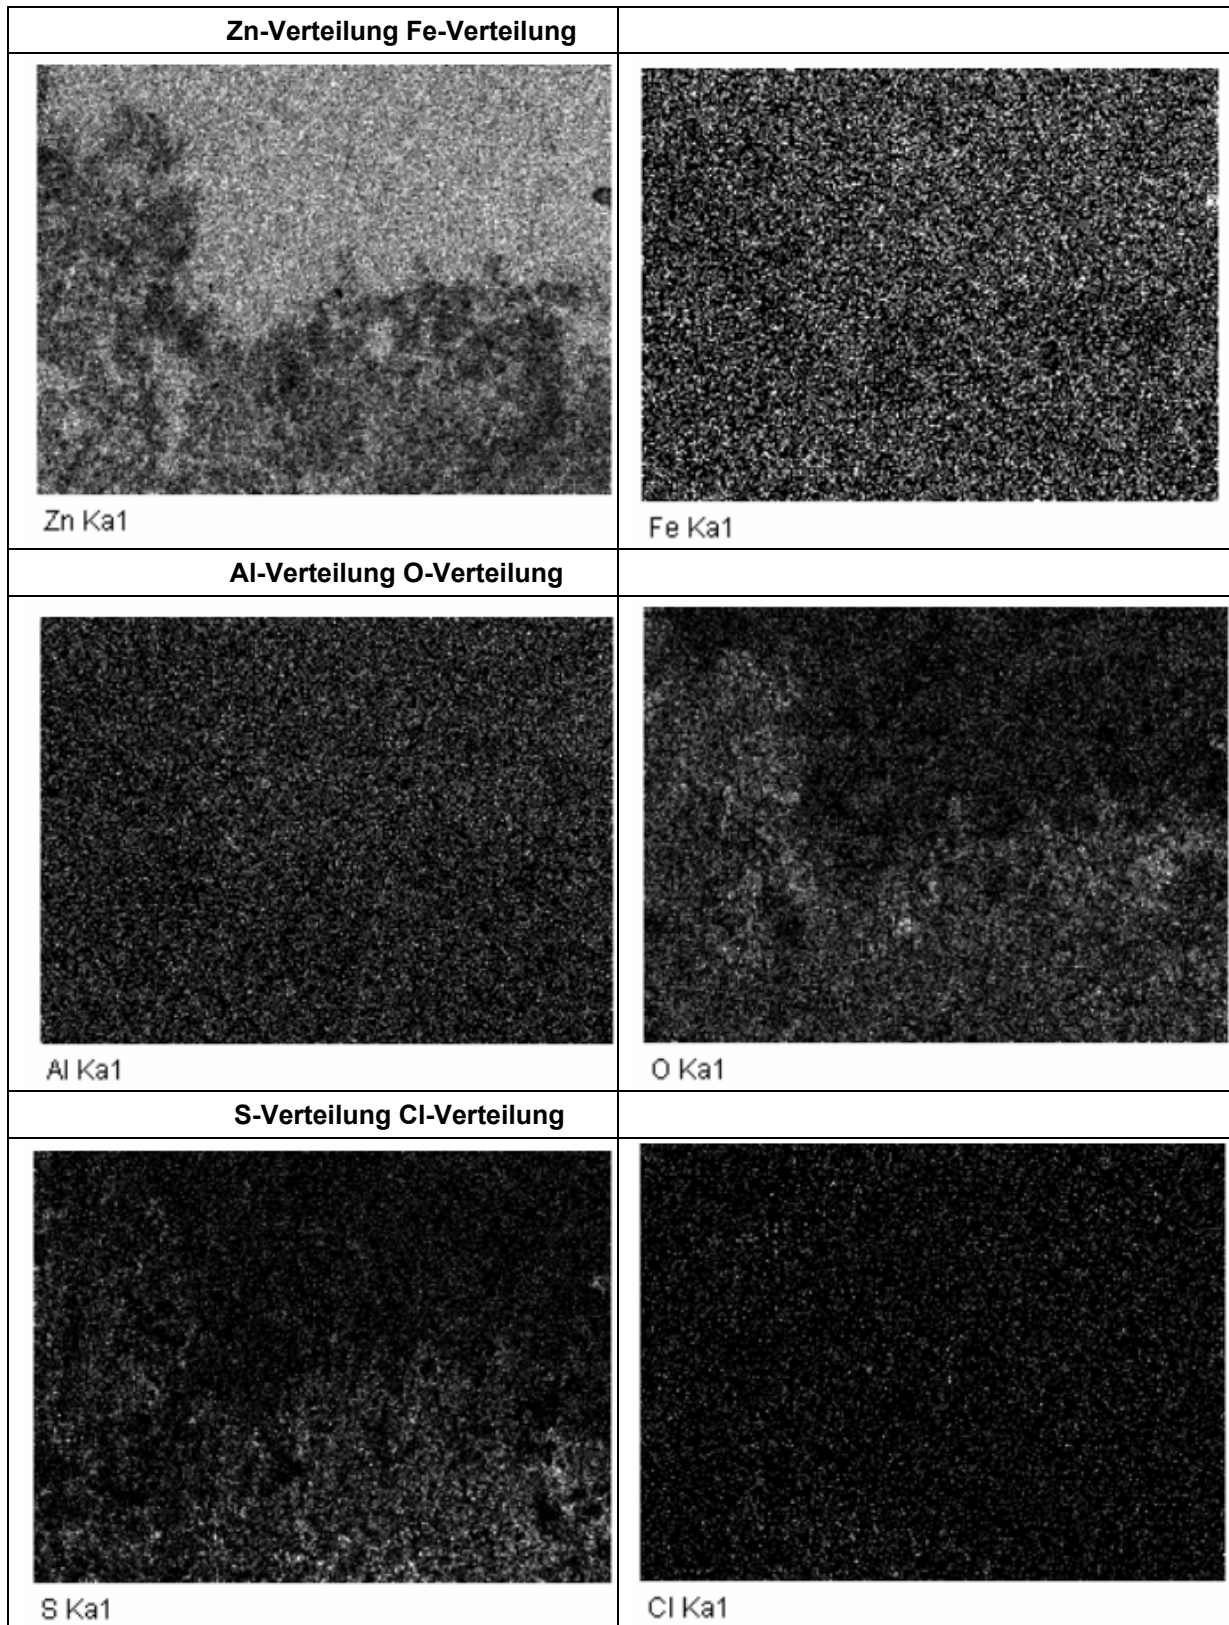 Zn-Verteilung Fe-Verteilung
Zn Ka1
Fe Ka1
Al-Verteilung O-Verteilung
Al Ka1
O Ka1
S-Verteilung Cl-Verteilung
S Ka1
Cl Ka1